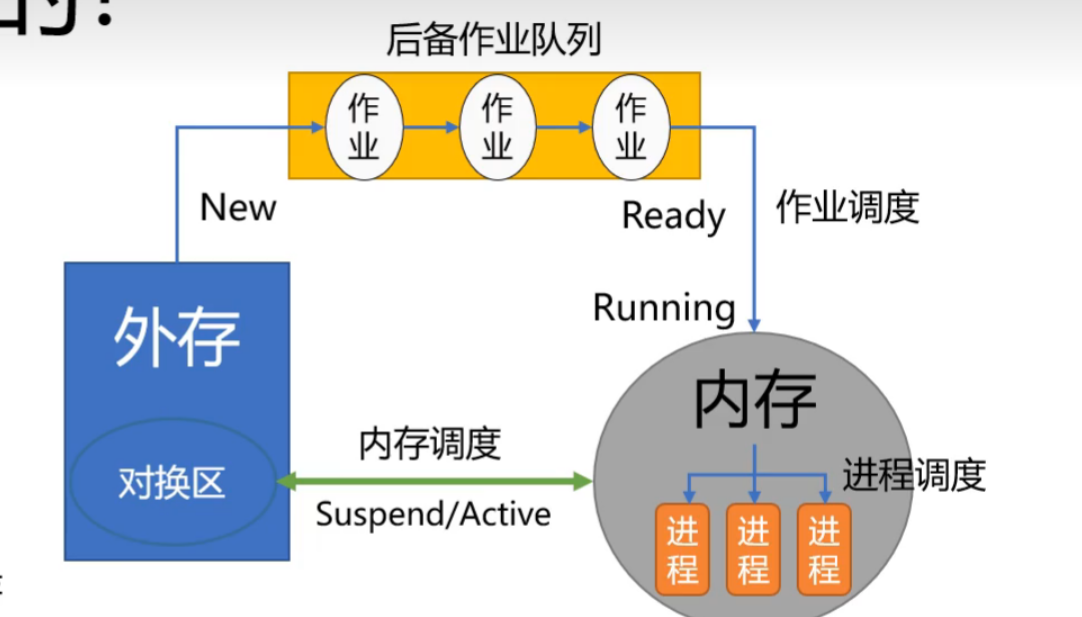 的！
后备作业队列
作
业
作
业
作
业
New
Ready
作业调度
Running
外存
内存
内存调度
对换区
进程调度
Suspend/Active
进
程
进
程
进
程